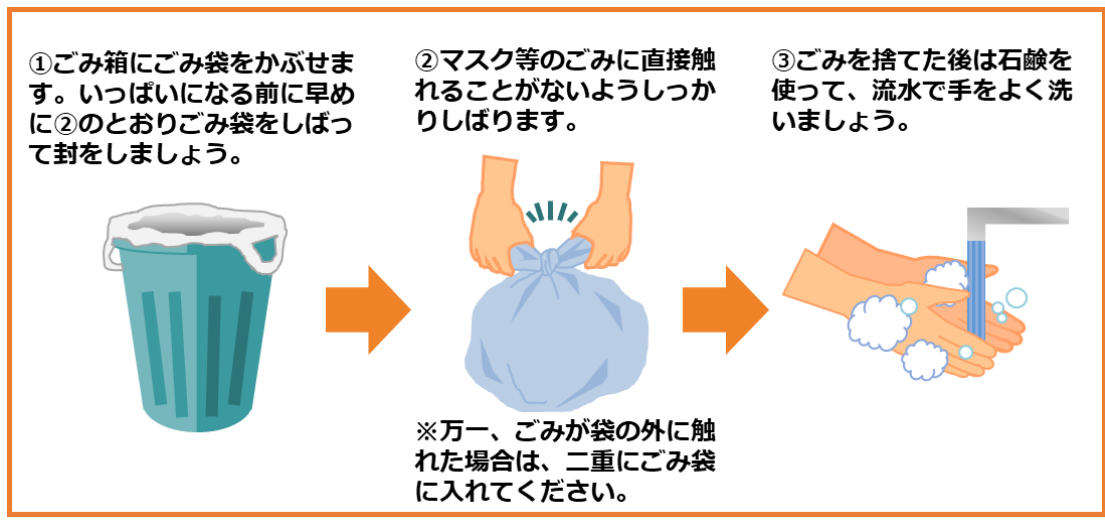 ①ごみ箱にごみ袋をかぶせま
す。いっぱいになる前に早め
に②のとおりごみ袋をしばっ
て封をしましょう。
②マスク等のごみに直接触
れることがないようしっか
りしばります。
※万一、ごみが袋の外に触
れた場合は、二重にごみ袋
に入れてください。
③ごみを捨てた後は石鹸を
使って、流水で手をよく洗
いましょう。